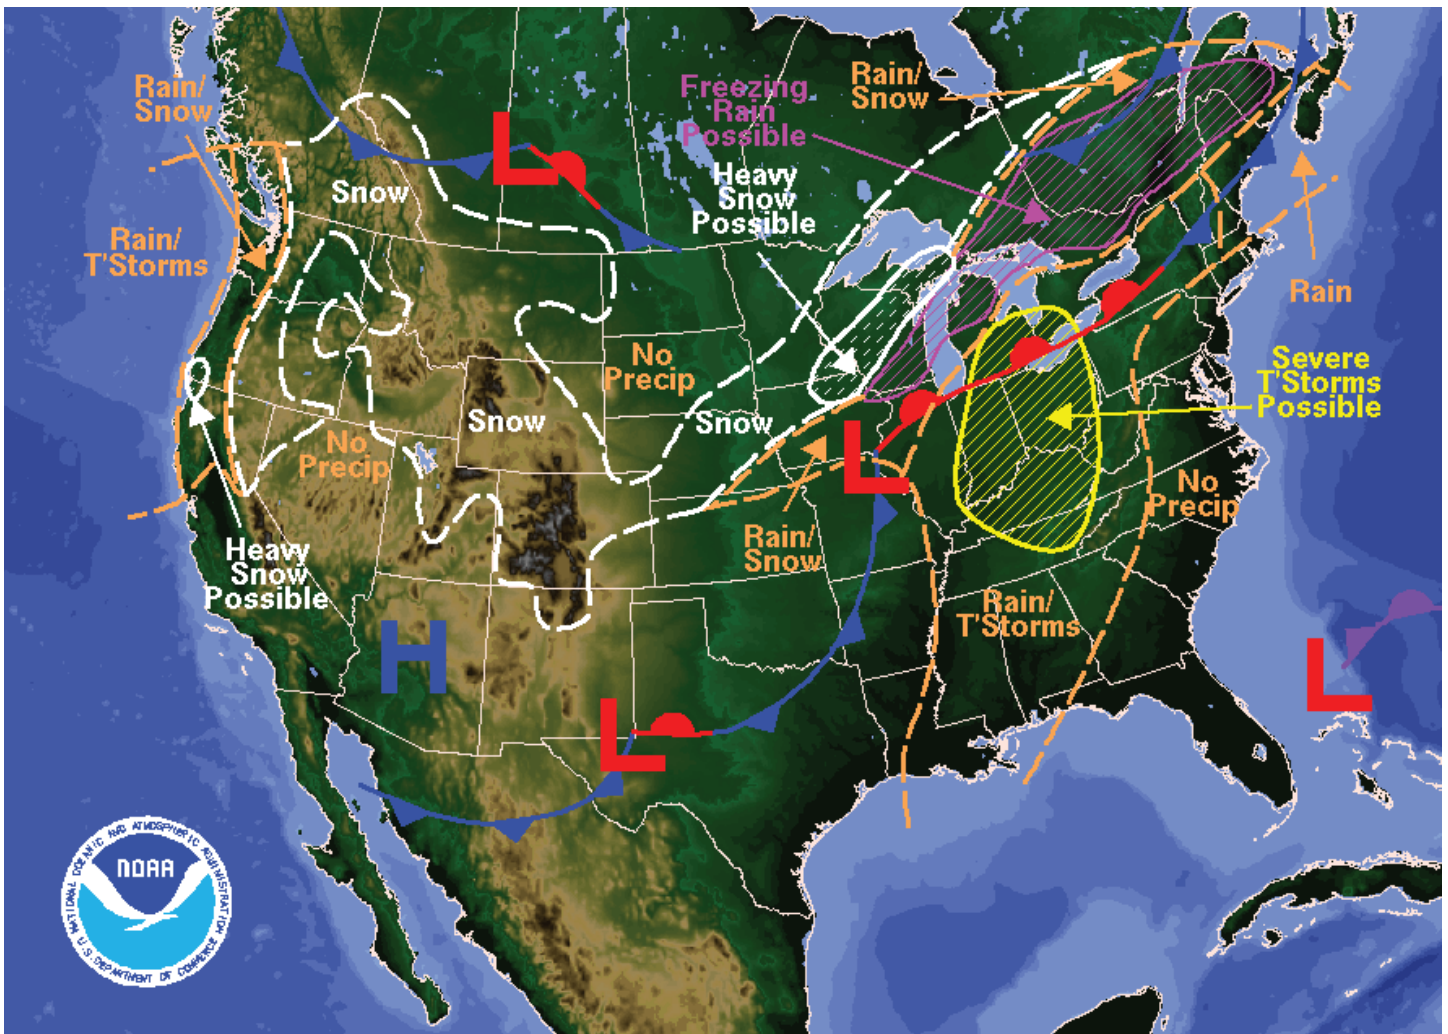 Rain/
Snow
Freezing
Rain
Possible
Rain/
Snow
L
Snow
Heavy
Snow
Possible
Rain/
T'Storms
Rain
No
Precip
Severe
T'Storms
Possible
Snow
Snow
No
Precip
L
No
Precip
Rain/
Snow
Heavy
Snow
Possible
Rain/
T'Storms
H
L
L
NOAA
NATIONAL OCEANIC AND ATMOSPHERIC ADMINISTRATION
U.S. DEPARTMENT OF COMMERCE